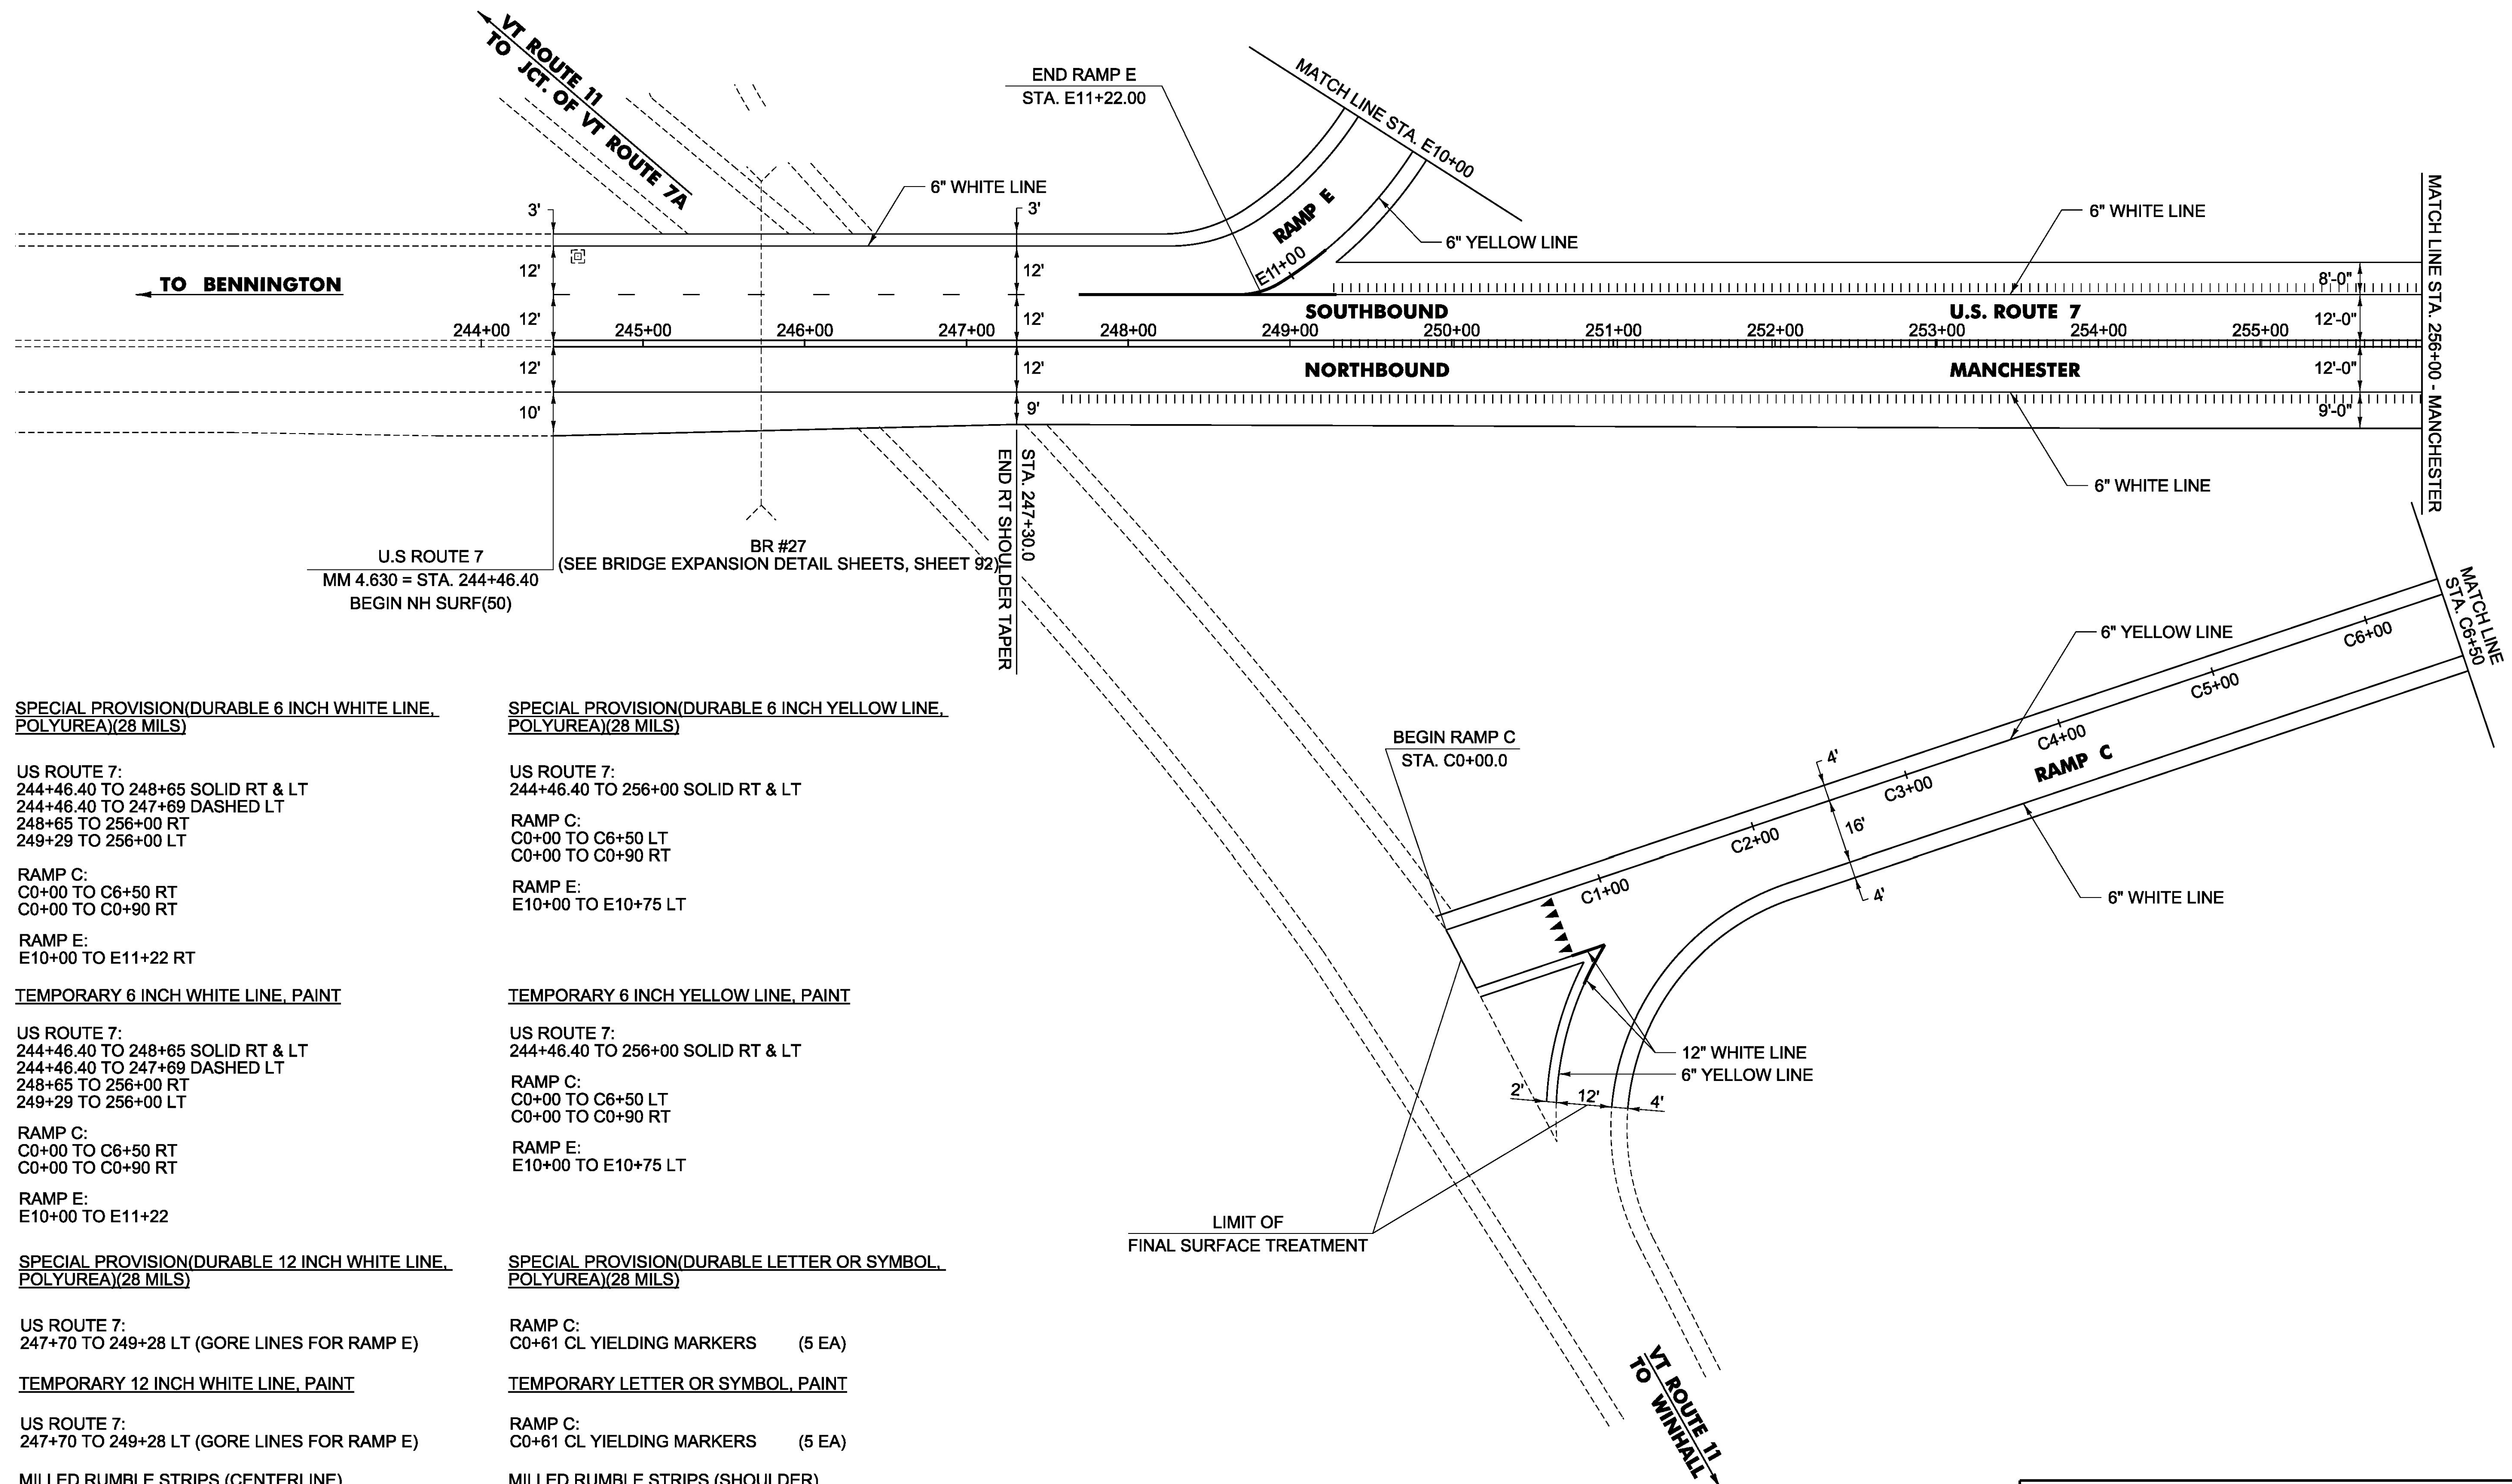 VT ROUTE 11
TO JCT. OF VT ROUTE 7A
END RAMP E
STA. E11+22.00
MATCH LINE STA. E10+00
6" WHITE LINE
3'
3'
RAMP E
E11+00
6" YELLOW LINE
6" WHITE LINE
MATCH LINE STA. 256+00 - MANCHESTER
TO BENNINGTON
12'
12'
8'-0"
SOUTHBOUND
U.S. ROUTE 7
12'
12'
12'-0"
244+00
245+00
246+00
247+00
248+00
249+00
250+00
251+00
252+00
253+00
254+00
255+00
12'
12'
NORTHBOUND
MANCHESTER
12'-0"
10'
9'
9'-0"
STA. 247+30.0
END RT SHOULDER TAPER
6" WHITE LINE
U.S ROUTE 7
MM 4.630 = STA. 244+46.40
BEGIN NH SURF(50)
BR #27
(SEE BRIDGE EXPANSION DETAIL SHEETS, SHEET 92)
MATCH LINE
STA. C6+50
6" YELLOW LINE
C6+00
C5+00
C4+00
C3+00
C2+00
C1+00
RAMP C
4'
16'
4'
6" WHITE LINE
BEGIN RAMP C
STA. C0+00.0
12" WHITE LINE
6" YELLOW LINE
2'
12'
4'
LIMIT OF
FINAL SURFACE TREATMENT
VT ROUTE 11
TO WINHALL
SPECIAL PROVISION(DURABLE 6 INCH WHITE LINE,
POLYUREA)(28 MILS)
US ROUTE 7:
244+46.40 TO 248+65 SOLID RT & LT
244+46.40 TO 247+69 DASHED LT
248+65 TO 256+00 RT
249+29 TO 256+00 LT
RAMP C:
C0+00 TO C6+50 RT
C0+00 TO C0+90 RT
RAMP E:
E10+00 TO E11+22 RT
TEMPORARY 6 INCH WHITE LINE, PAINT
US ROUTE 7:
244+46.40 TO 248+65 SOLID RT & LT
244+46.40 TO 247+69 DASHED LT
248+65 TO 256+00 RT
249+29 TO 256+00 LT
RAMP C:
C0+00 TO C6+50 RT
C0+00 TO C0+90 RT
RAMP E:
E10+00 TO E11+22
SPECIAL PROVISION(DURABLE 12 INCH WHITE LINE,
POLYUREA)(28 MILS)
US ROUTE 7:
247+70 TO 249+28 LT (GORE LINES FOR RAMP E)
TEMPORARY 12 INCH WHITE LINE, PAINT
US ROUTE 7:
247+70 TO 249+28 LT (GORE LINES FOR RAMP E)
MILLED RUMBLE STRIPS (CENTERLINE)
SPECIAL PROVISION(DURABLE 6 INCH YELLOW LINE,
POLYUREA)(28 MILS)
US ROUTE 7:
244+46.40 TO 256+00 SOLID RT & LT
RAMP C:
C0+00 TO C6+50 LT
C0+00 TO C0+90 RT
RAMP E:
E10+00 TO E10+75 LT
TEMPORARY 6 INCH YELLOW LINE, PAINT
US ROUTE 7:
244+46.40 TO 256+00 SOLID RT & LT
RAMP C:
C0+00 TO C6+50 LT
C0+00 TO C0+90 RT
RAMP E:
E10+00 TO E10+75 LT
SPECIAL PROVISION(DURABLE LETTER OR SYMBOL,
POLYUREA)(28 MILS)
RAMP C:
C0+61 CL YIELDING MARKERS (5 EA)
TEMPORARY LETTER OR SYMBOL, PAINT
RAMP C:
C0+61 CL YIELDING MARKERS (5 EA)
MILLED RUMBLE STRIPS (SHOULDER)